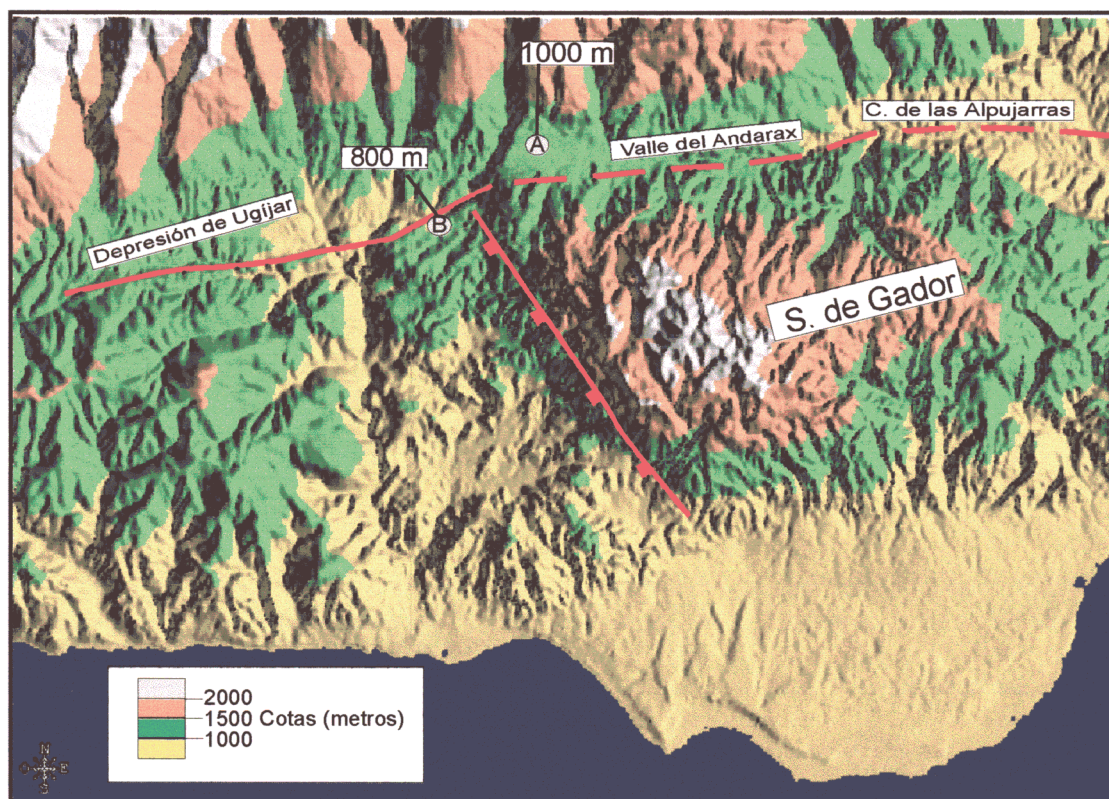 1000 m
A
C. de las Alpujarras
Valle del Andarax
800 m.
B
Depresión de Ugíjar
S. de Gador
2000
1500 Cotas (metros)
1000
N
O E
S